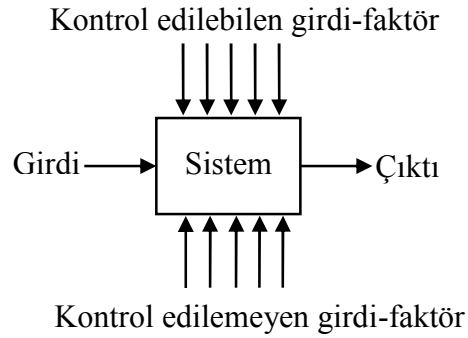 Kontrol edilebilen girdi-faktör
Girdi
Sistem
Çıktı
Kontrol edilemeyen girdi-faktör